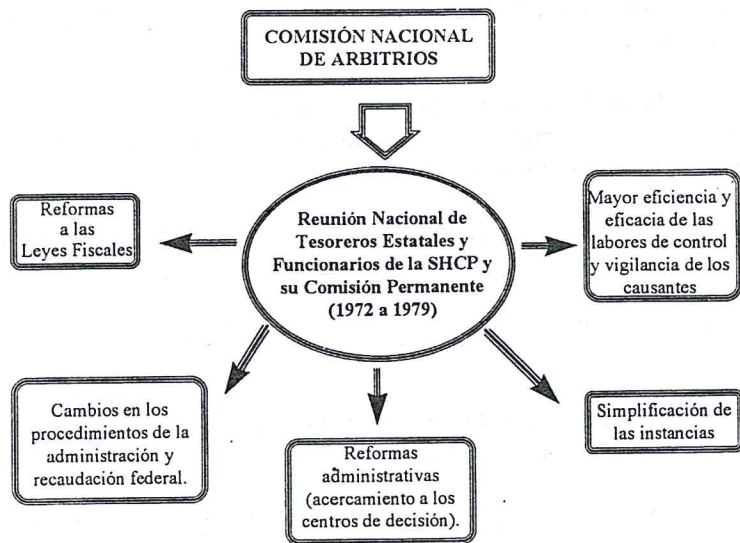 COMISIÓN NACIONAL
DE ARBITRIOS
Reunión Nacional de
Tesoreros Estatales y
Funcionarios de la SHCP y
su Comisión Permanente
(1972 a 1979)
Reformas
a las
Leyes Fiscales
Mayor eficiencia y
eficacia de las
labores de control
y vigilancia de los
causantes
Cambios en los
procedimientos de la
administración y
recaudación federal.
Reformas
administrativas
(acercamiento a los
centros de decisión).
Simplificación de
las instancias